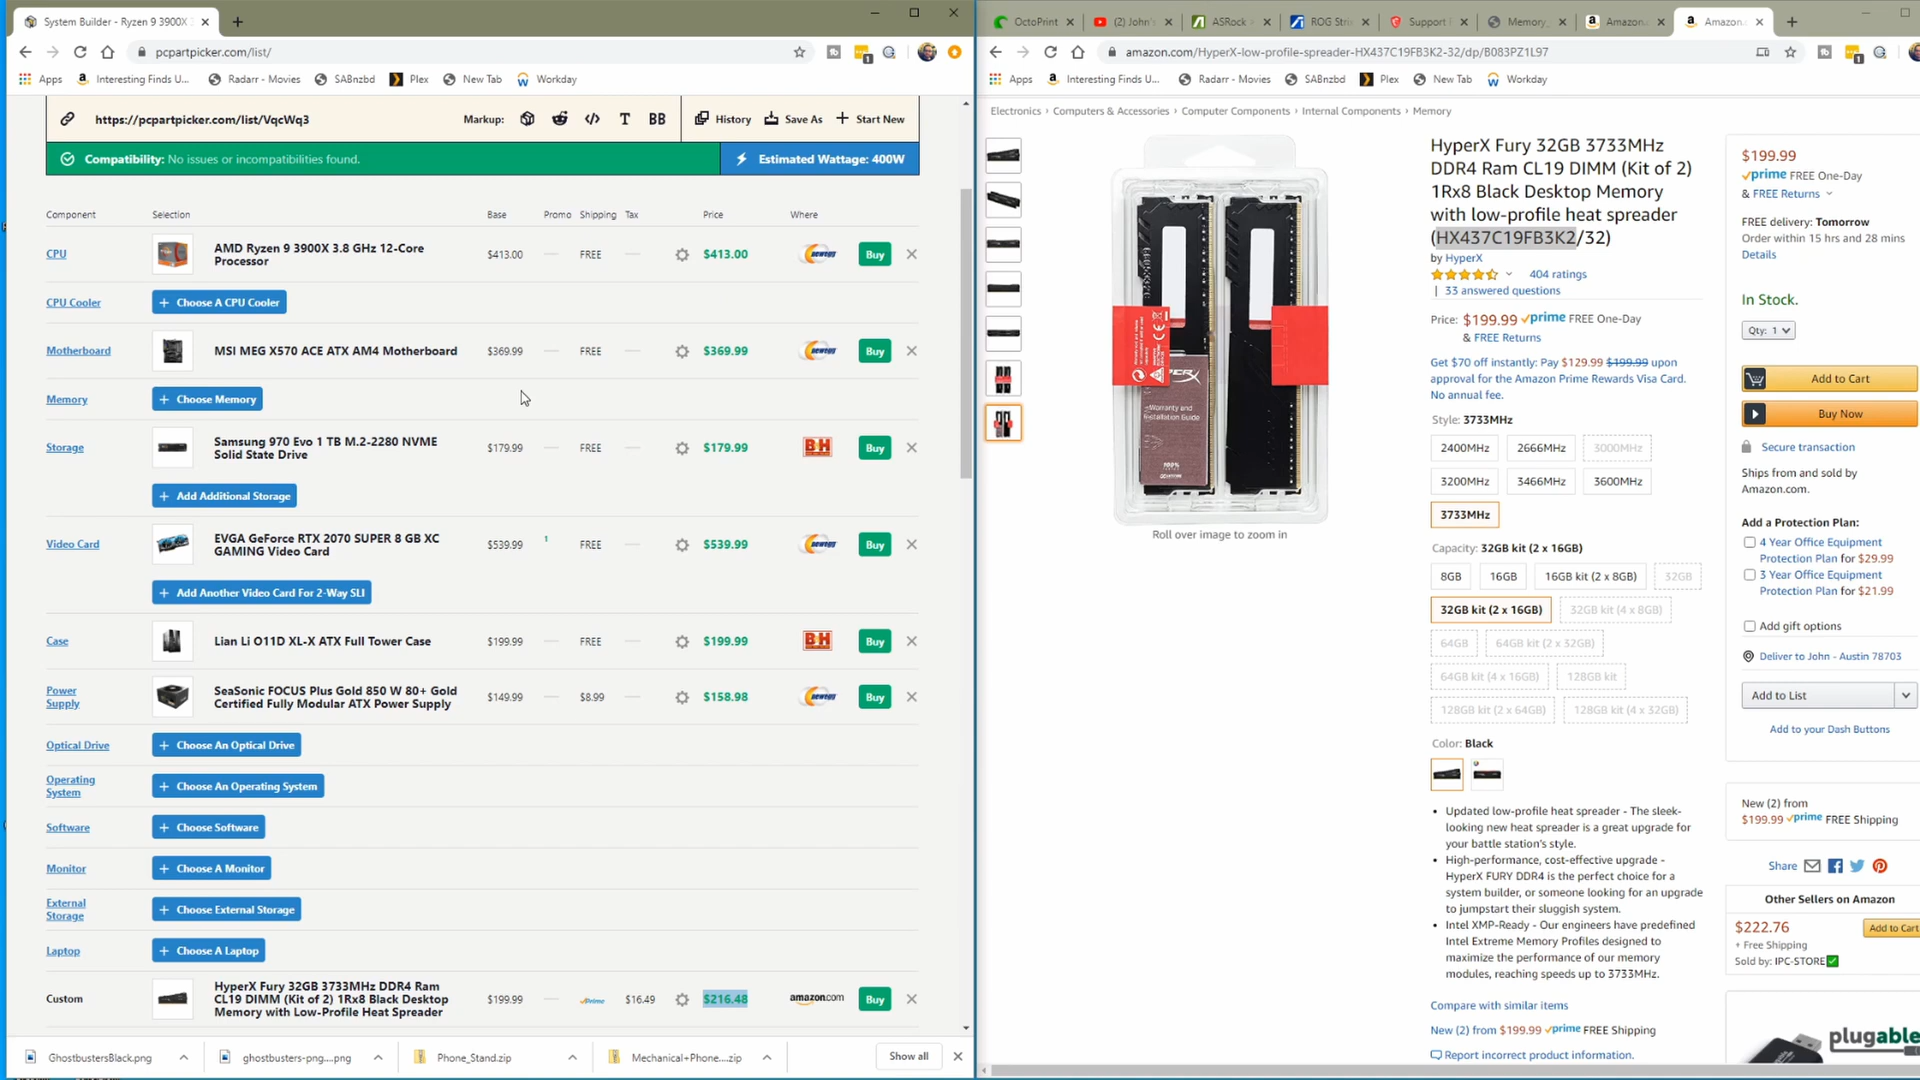 System Builder - Ryzen 9 3900X
pcpartpicker.com/list/
Apps
Interesting Finds U...
Radarr - Movies
SABnzbd
Plex
New Tab
Workday
https://pcpartpicker.com/list/VqcWq3
Markup:
T
BB
History
Save As
Start New
Compatibility: No issues or incompatibilities found.
Estimated Wattage: 400W
Component
Selection
Base
Promo
Shipping
Tax
Price
Where
CPU
AMD Ryzen 9 3900X 3.8 GHz 12-Core
Processor
$413.00
FREE
$413.00
Buy
CPU Cooler
+ Choose A CPU Cooler
Motherboard
MSI MEG X570 ACE ATX AM4 Motherboard
$369.99
FREE
$369.99
Buy
Memory
+ Choose Memory
Storage
Samsung 970 Evo 1 TB M.2-2280 NVME
Solid State Drive
$179.99
FREE
$179.99
B&H
Buy
+ Add Additional Storage
Video Card
EVGA GeForce RTX 2070 SUPER 8 GB XC
GAMING Video Card
$539.99
1
FREE
$539.99
Buy
+ Add Another Video Card For 2-Way SLI
Case
Lian Li O11D XL-X ATX Full Tower Case
$199.99
FREE
$199.99
B&H
Buy
Power
Supply
SeaSonic FOCUS Plus Gold 850 W 80+ Gold
Certified Fully Modular ATX Power Supply
$149.99
$8.99
$158.98
Buy
Optical Drive
+ Choose An Optical Drive
Operating
System
+ Choose An Operating System
Software
+ Choose Software
Monitor
+ Choose A Monitor
External
Storage
+ Choose External Storage
Laptop
+ Choose A Laptop
Custom
HyperX Fury 32GB 3733MHz DDR4 Ram
CL19 DIMM (Kit of 2) 1Rx8 Black Desktop
Memory with Low-Profile Heat Spreader
$199.99
Prime
$16.49
$216.48
amazon.com
Buy
GhostbustersBlack.png
ghostbusters-png....png
Phone_Stand.zip
Mechanical+Phone....zip
Show all
OctoPrint
(2) John's
ASRock
ROG Stri
Support
Memory_
Amazon.
Amazon.
amazon.com/HyperX-low-profile-spreader-HX437C19FB3K2-32/dp/B083PZ1L97
Apps
Interesting Finds U...
Radarr - Movies
SABnzbd
Plex
New Tab
Workday
Electronics › Computers & Accessories › Computer Components › Internal Components › Memory
Warranty and
Installation Guide
Roll over image to zoom in
HyperX Fury 32GB 3733MHz
DDR4 Ram CL19 DIMM (Kit of 2)
1Rx8 Black Desktop Memory
with low-profile heat spreader
(HX437C19FB3K2/32)
by HyperX
404 ratings
| 33 answered questions
Price: $199.99 prime FREE One-Day
& FREE Returns
Get $70 off instantly: Pay $129.99 $199.99 upon
approval for the Amazon Prime Rewards Visa Card.
No annual fee.
Style: 3733MHz
2400MHz
2666MHz
3000MHz
3200MHz
3466MHz
3600MHz
3733MHz
Capacity: 32GB kit (2 x 16GB)
8GB
16GB
16GB kit (2 x 8GB)
32GB
32GB kit (2 x 16GB)
32GB kit (4 x 8GB)
64GB
64GB kit (2 x 32GB)
64GB kit (4 x 16GB)
128GB kit
128GB kit (2 x 64GB)
128GB kit (4 x 32GB)
Color: Black
Updated low-profile heat spreader - The sleek-
looking new heat spreader is a great upgrade for
your battle station's style.
High-performance, cost-effective upgrade -
HyperX FURY DDR4 is the perfect choice for a
system builder, or someone looking for an upgrade
to jumpstart their sluggish system.
Intel XMP-Ready - Our engineers have predefined
Intel Extreme Memory Profiles designed to
maximize the performance of our memory
modules, reaching speeds up to 3733MHz.
Compare with similar items
New (2) from $199.99 prime FREE Shipping
Report incorrect product information.
$199.99
prime FREE One-Day
& FREE Returns
FREE delivery: Tomorrow
Order within 15 hrs and 28 mins
Details
In Stock.
Qty: 1
Add to Cart
Buy Now
Secure transaction
Ships from and sold by
Amazon.com.
Add a Protection Plan:
4 Year Office Equipment
Protection Plan for $29.99
3 Year Office Equipment
Protection Plan for $21.99
Add gift options
Deliver to John - Austin 78703
Add to List
Add to your Dash Buttons
New (2) from
$199.99 prime FREE Shipping
Share
Other Sellers on Amazon
$222.76
Add to Cart
+ Free Shipping
Sold by: IPC-STORE
plugable